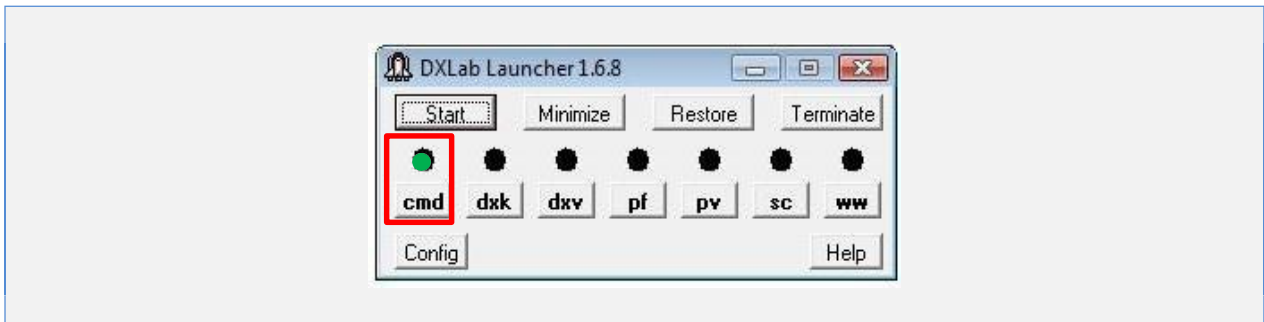 DXLab Launcher 1.6.8
Start Minimize Restore Terminate
cmd dxk dxv pf pv sc ww
Config Help